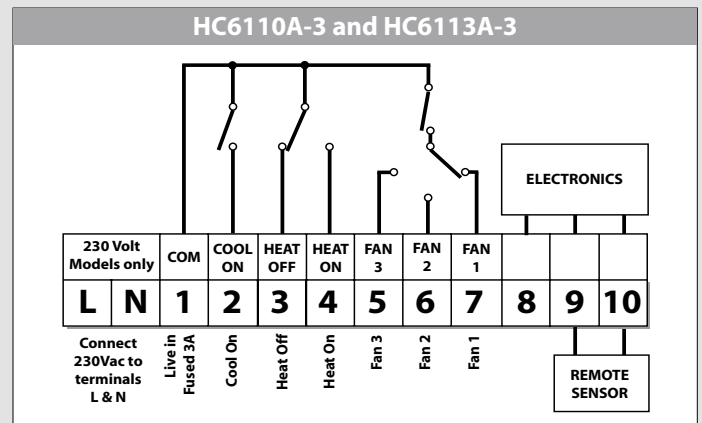 HC6110A-3 and HC6113A-3
ELECTRONICS
230 Volt
Models only
COM
COOL
ON
HEAT
OFF
HEAT
ON
FAN
3
FAN
2
FAN
1
L N 1 2 3 4 5 6 7 8 9 10
Connect
230Vac to
terminals
L & N
Live in
Fused 3A
Cool On
Heat Off
Heat On
Fan 3
Fan 2
Fan 1
REMOTE
SENSOR